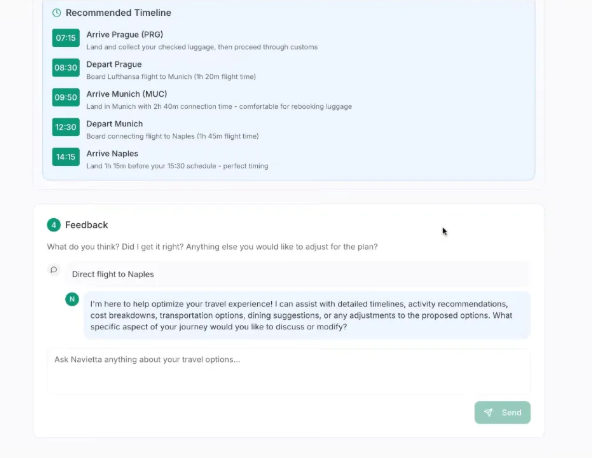 Recommended Timeline
07:15 Arrive Prague (PRG)
Land and collect your checked luggage, then proceed through customs
08:30 Depart Prague
Board Lufthansa flight to Munich (1h 20m flight time)
09:50 Arrive Munich (MUC)
Land in Munich with 2h 40m connection time - comfortable for rebooking luggage
12:30 Depart Munich
Board connecting flight to Naples (1h 45m flight time)
14:15 Arrive Naples
Land 1h 15m before your 15:30 schedule - perfect timing
4 Feedback
What do you think? Did I get it right? Anything else you would like to adjust for the plan?
Direct flight to Naples
N I'm here to help optimize your travel experience! I can assist with detailed timelines, activity recommendations,
cost breakdowns, transportation options, dining suggestions, or any adjustments to the proposed options. What
specific aspect of your journey would you like to discuss or modify?
Ask Navietta anything about your travel options...
Send